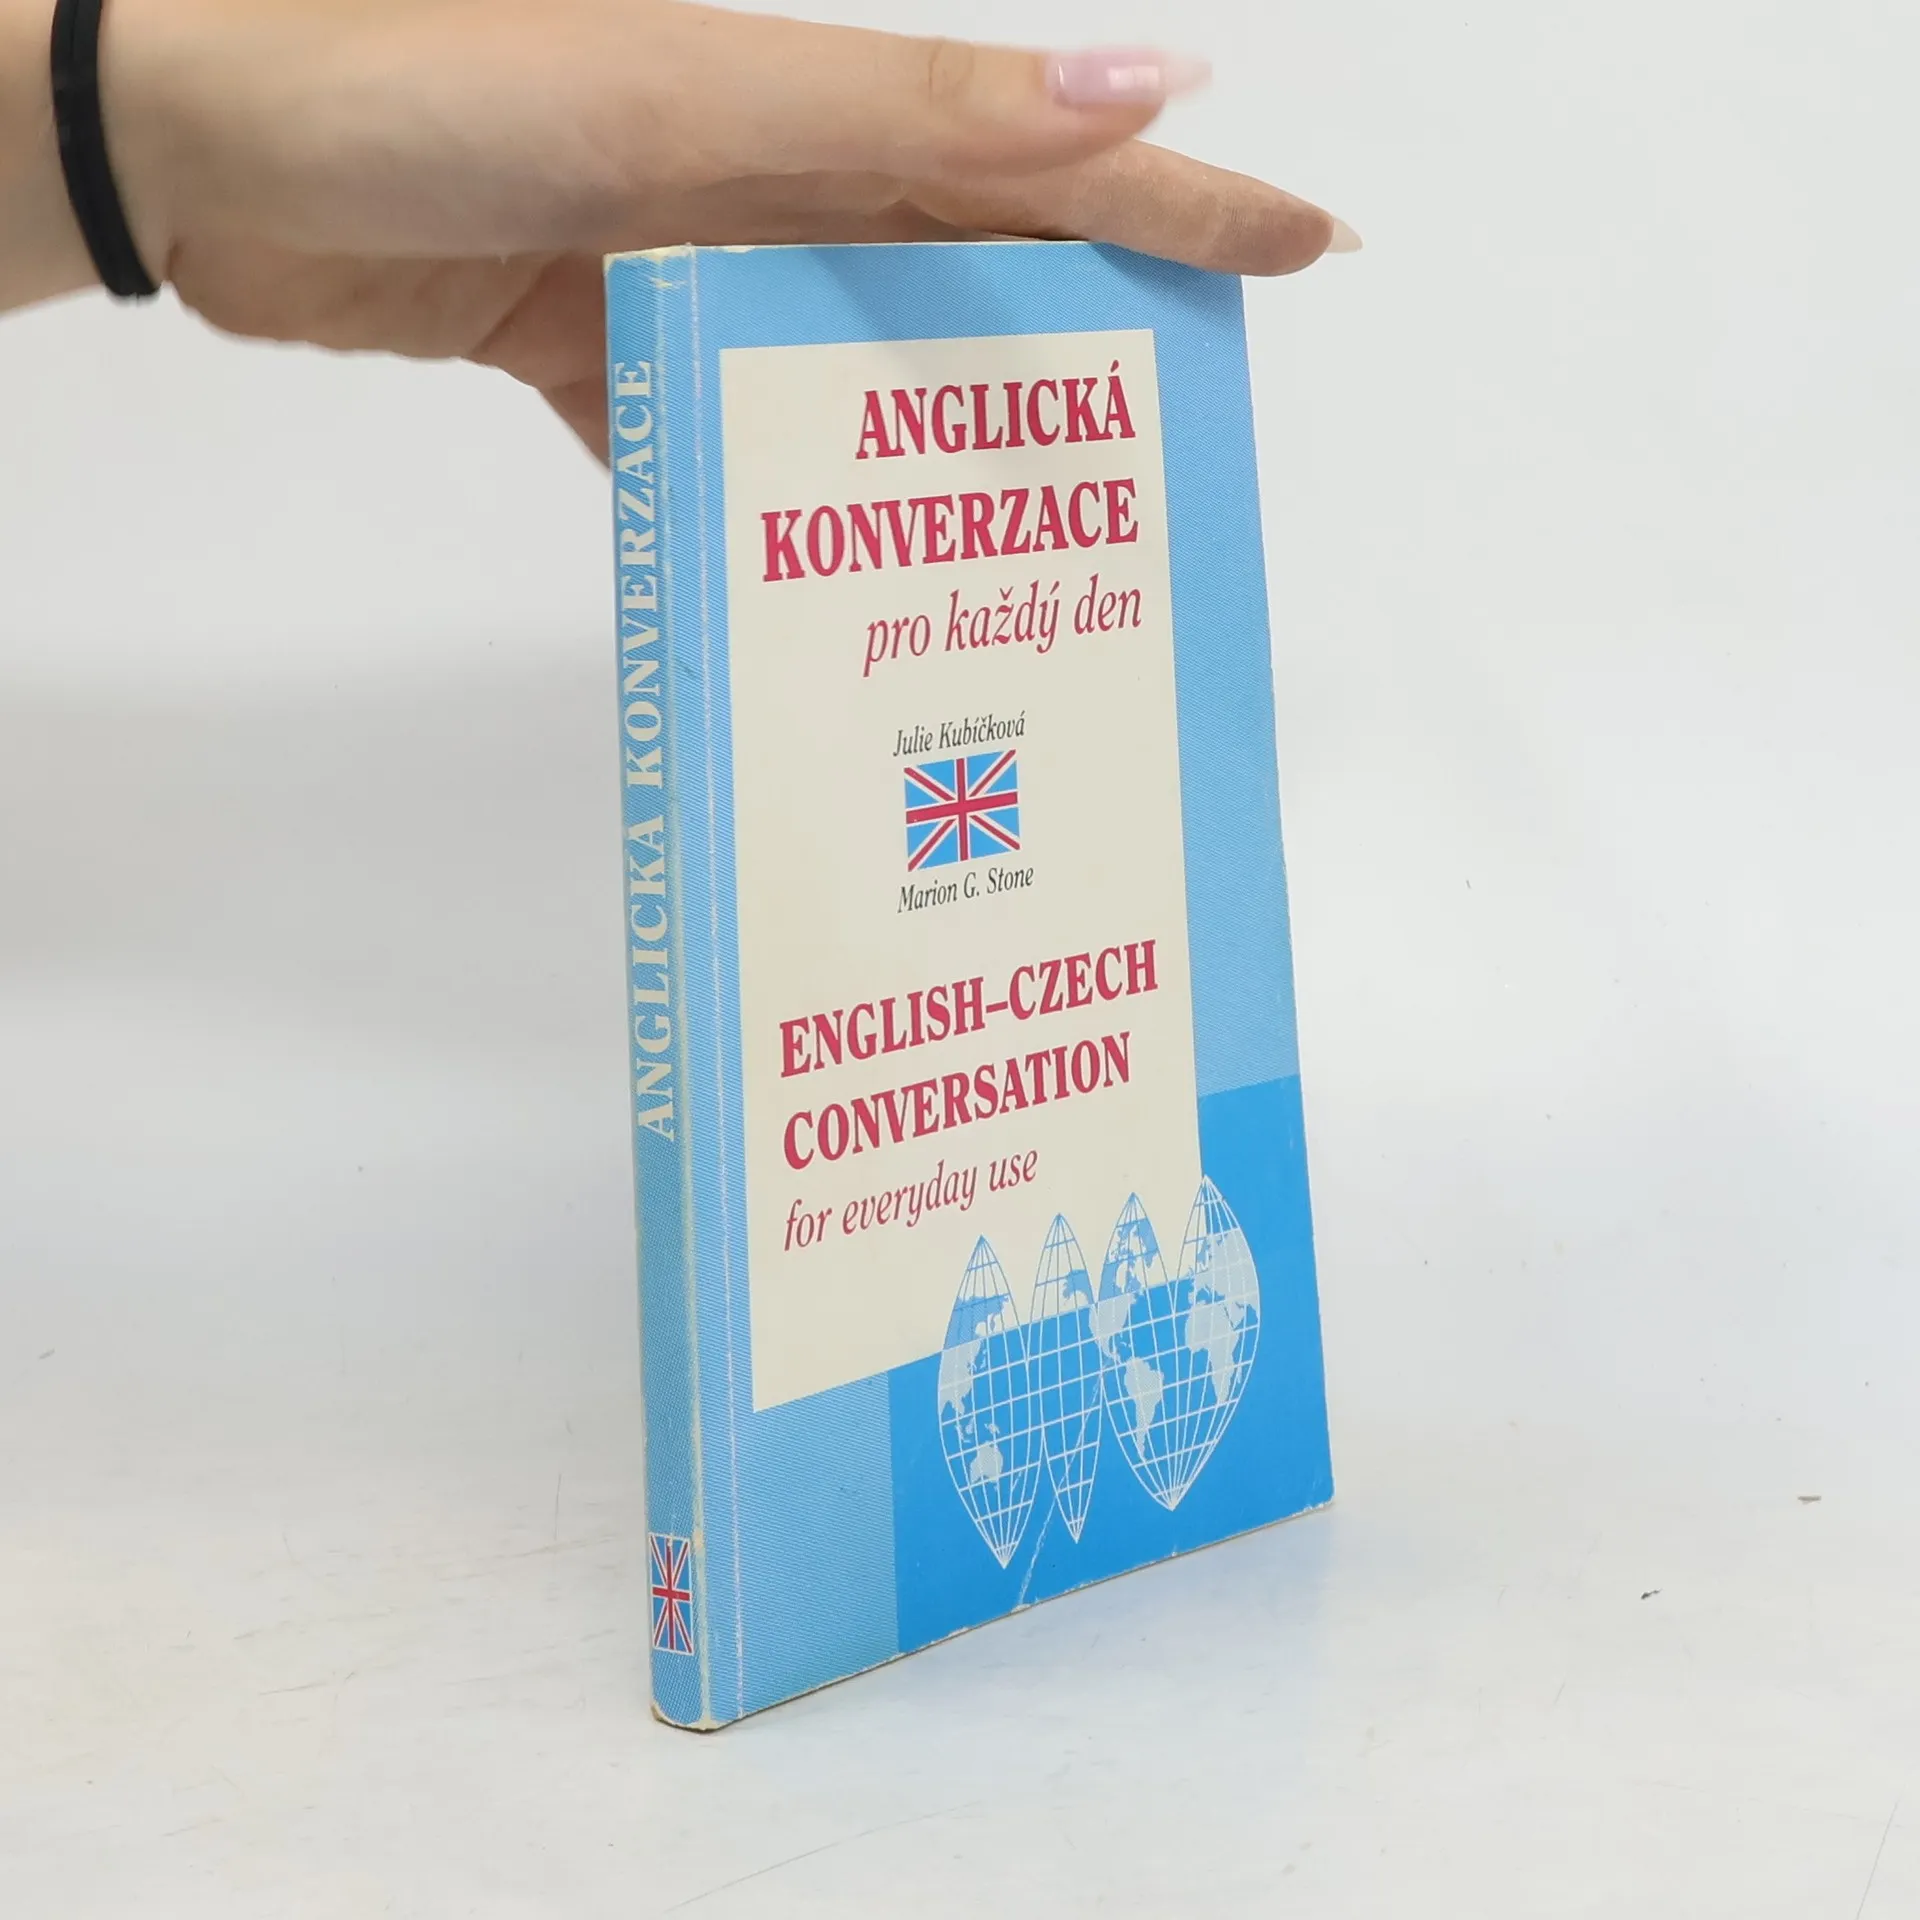 ANGLICKÁ KONVERZACE
ANGLICKÁ
KONVERZACE
pro každý den
Julie Kubíčková
Marion G. Stone
ENGLISH–CZECH
CONVERSATION
for everyday use